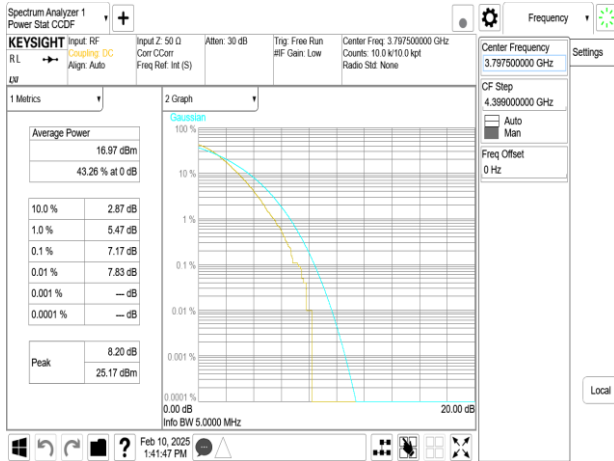 Spectrum Analyzer 1
Power Stat CCDF
Frequency
KEYSIGHT
RL
Input: RF
Coupling: DC
Align: Auto
Input Z: 50 Ω
Corr CCorr
Freq Ref: Int (S)
Atten: 30 dB
Trig: Free Run
#IF Gain: Low
Center Freq: 3.797500000 GHz
Counts: 10.0 k/10.0 kpt
Radio Std: None
Center Frequency
3.797500000 GHz
Settings
CF Step
4.399000000 GHz
Auto
Man
Freq Offset
0 Hz
Local
1 Metrics
Average Power
16.97 dBm
43.26 % at 0 dB
10.0 % 2.87 dB
1.0 % 5.47 dB
0.1 % 7.17 dB
0.01 % 7.83 dB
0.001 % --- dB
0.0001 % --- dB
Peak
8.20 dB
25.17 dBm
2 Graph
Gaussian
100 %
10 %
1 %
0.1 %
0.01 %
0.001 %
0.0001 %
0.00 dB 20.00 dB
Info BW 5.0000 MHz
Feb 10, 2025
1:41:47 PM